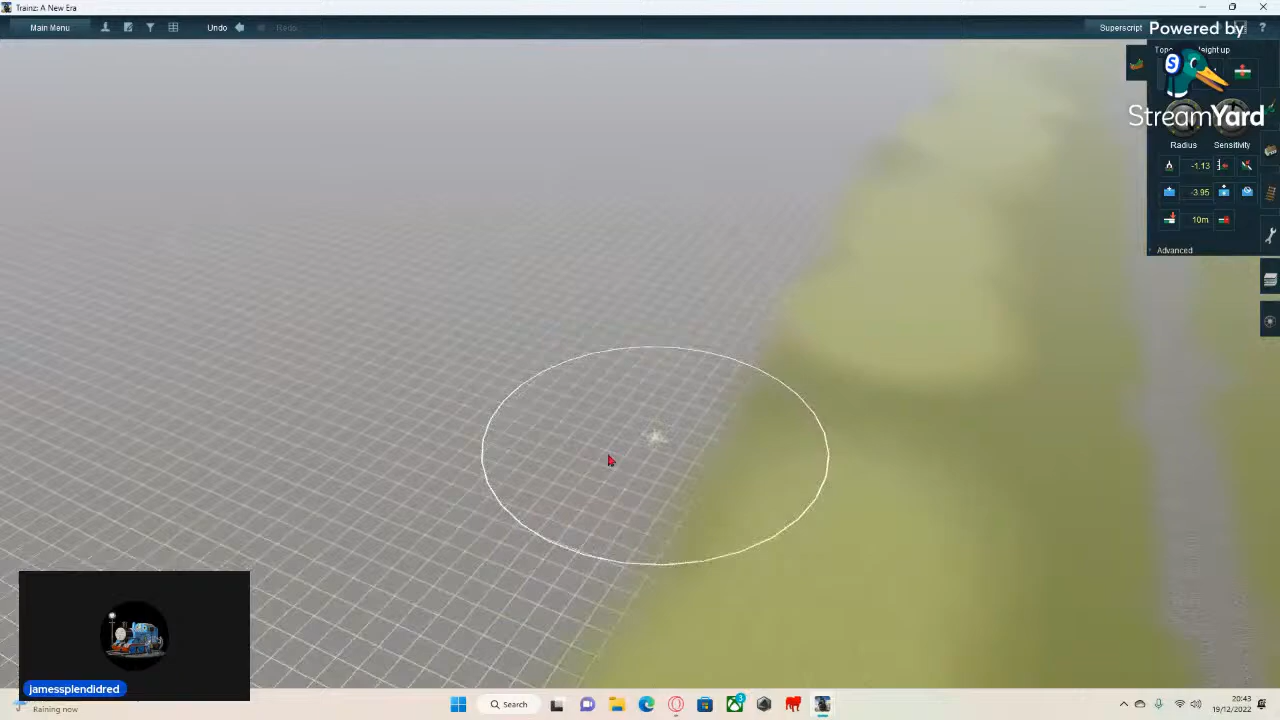 Trainz: A New Era
Main Menu
Undo
Redo
Superscript
Powered by
StreamYard
S
Radius
Sensitivity
-1.13
-3.95
10m
Advanced
jamessplendidred
Raining now
Search
3
20:43
19/12/2022